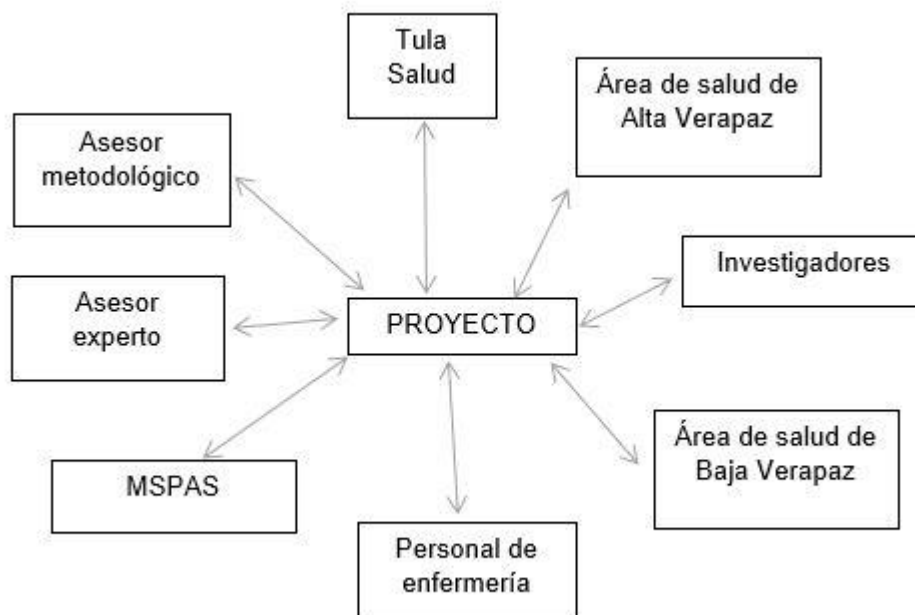 Tula
Salud
Área de salud de
Alta Verapaz
Asesor
metodológico
Investigadores
Asesor
experto
PROYECTO
Área de salud de
Baja Verapaz
MSPAS
Personal de
enfermería